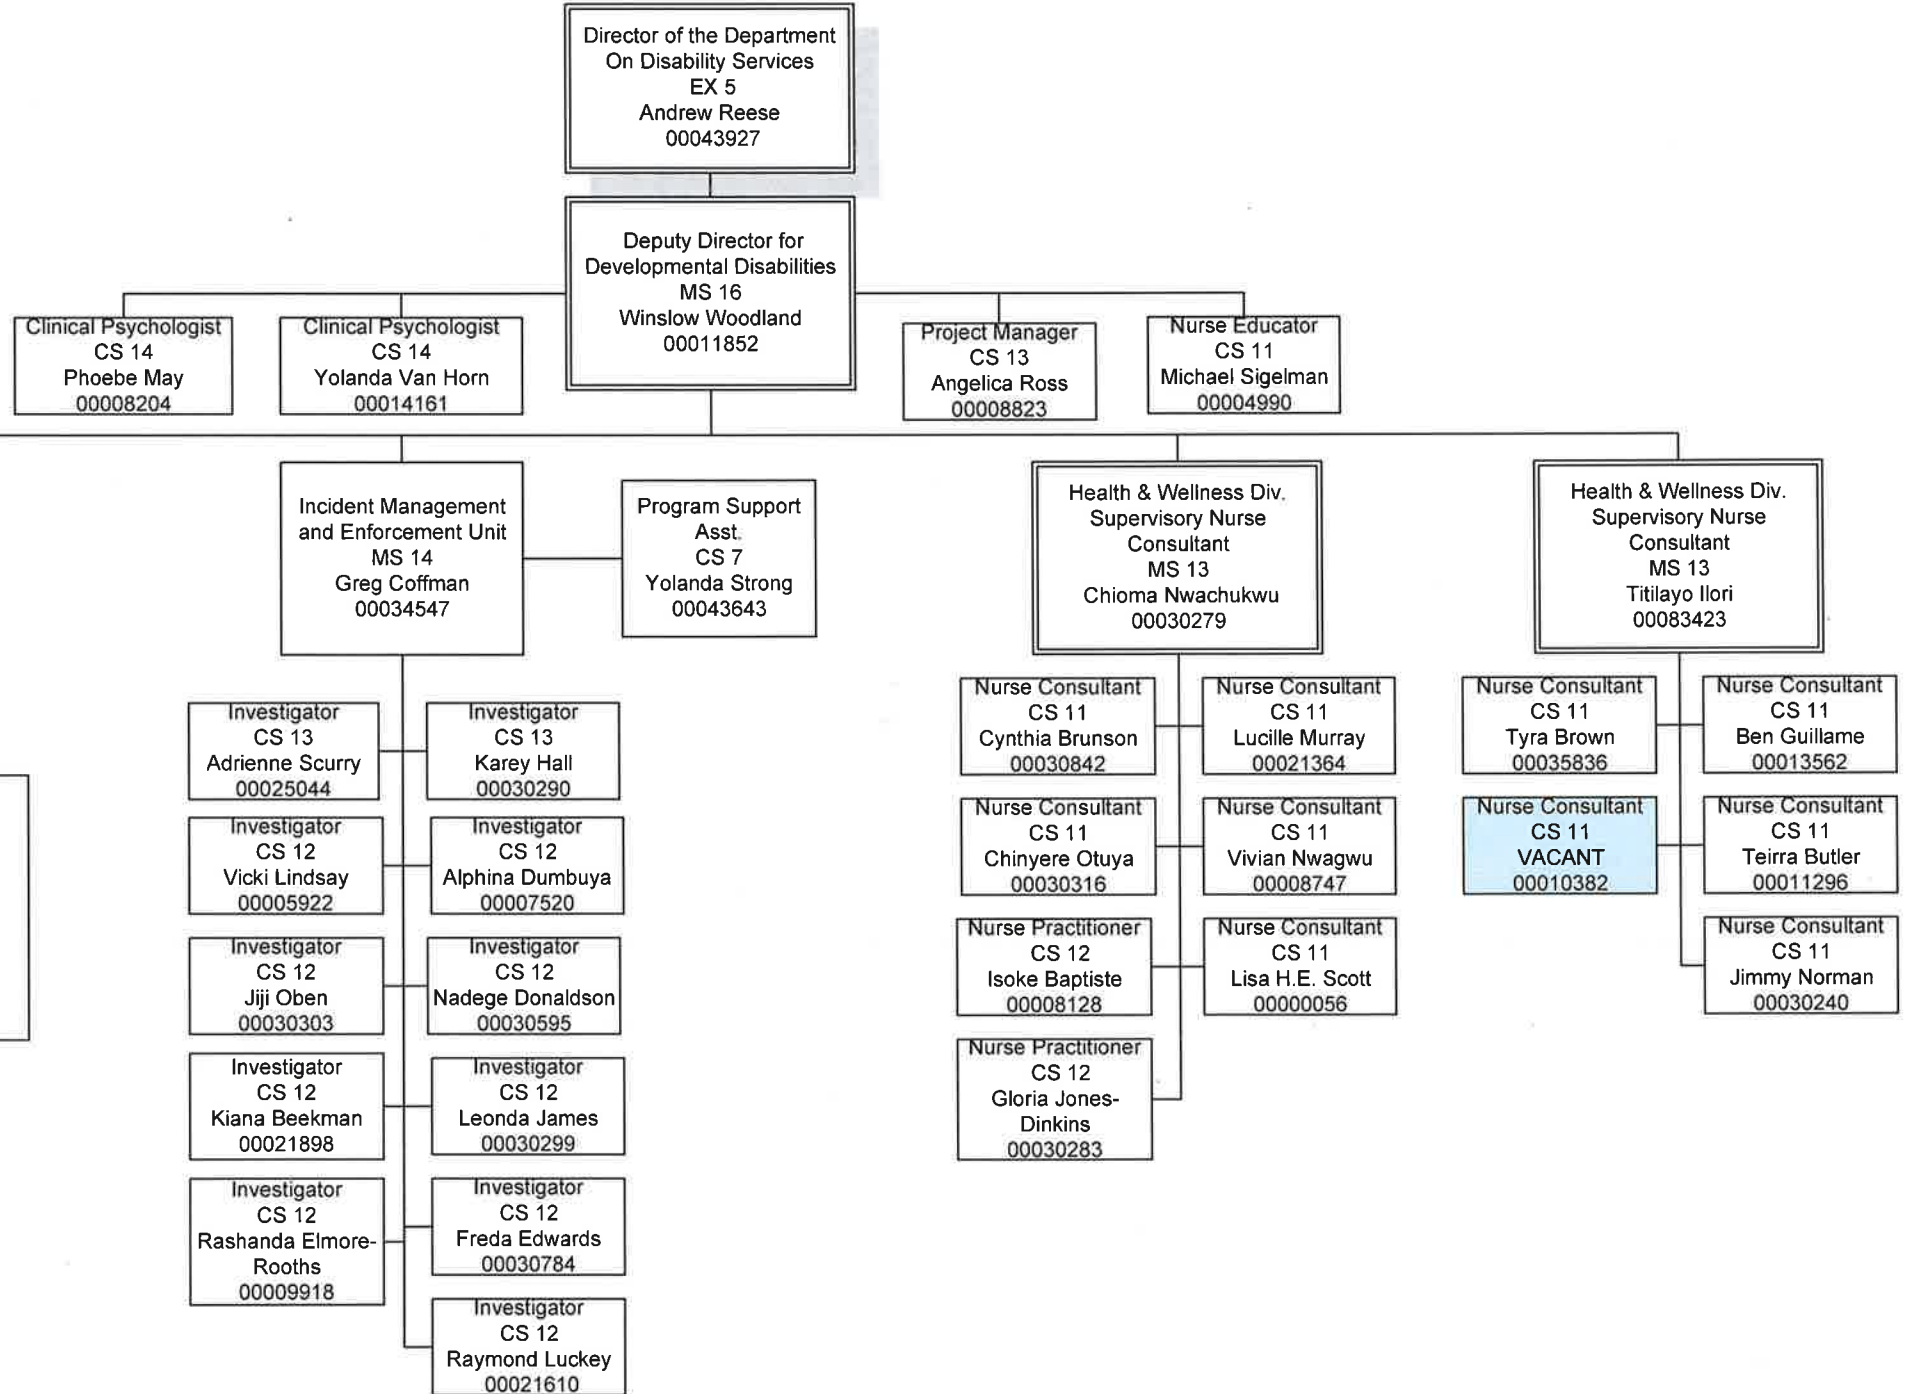 Director of the Department
On Disability Services
EX 5
Andrew Reese
00043927
Deputy Director for
Developmental Disabilities
MS 16
Winslow Woodland
00011852
Clinical Psychologist
CS 14
Phoebe May
00008204
Clinical Psychologist
CS 14
Yolanda Van Horn
00014161
Project Manager
CS 13
Angelica Ross
00008823
Nurse Educator
CS 11
Michael Sigelman
00004990
Incident Management
and Enforcement Unit
MS 14
Greg Coffman
00034547
Program Support
Asst.
CS 7
Yolanda Strong
00043643
Health & Wellness Div.
Supervisory Nurse
Consultant
MS 13
Chioma Nwachukwu
00030279
Health & Wellness Div.
Supervisory Nurse
Consultant
MS 13
Titilayo Ilori
00083423
Investigator
CS 13
Adrienne Scurry
00025044
Investigator
CS 13
Karey Hall
00030290
Investigator
CS 12
Vicki Lindsay
00005922
Investigator
CS 12
Alphina Dumbuya
00007520
Investigator
CS 12
Jiji Oben
00030303
Investigator
CS 12
Nadege Donaldson
00030595
Investigator
CS 12
Kiana Beekman
00021898
Investigator
CS 12
Leonda James
00030299
Investigator
CS 12
Rashanda Elmore-
Rooths
00009918
Investigator
CS 12
Freda Edwards
00030784
Investigator
CS 12
Raymond Luckey
00021610
Nurse Consultant
CS 11
Cynthia Brunson
00030842
Nurse Consultant
CS 11
Lucille Murray
00021364
Nurse Consultant
CS 11
Chinyere Otuya
00030316
Nurse Consultant
CS 11
Vivian Nwagwu
00008747
Nurse Practitioner
CS 12
Isoke Baptiste
00008128
Nurse Consultant
CS 11
Lisa H.E. Scott
00000056
Nurse Practitioner
CS 12
Gloria Jones-
Dinkins
00030283
Nurse Consultant
CS 11
Tyra Brown
00035836
Nurse Consultant
CS 11
Ben Guillame
00013562
Nurse Consultant
CS 11
VACANT
00010382
Nurse Consultant
CS 11
Teirra Butler
00011296
Nurse Consultant
CS 11
Jimmy Norman
00030240